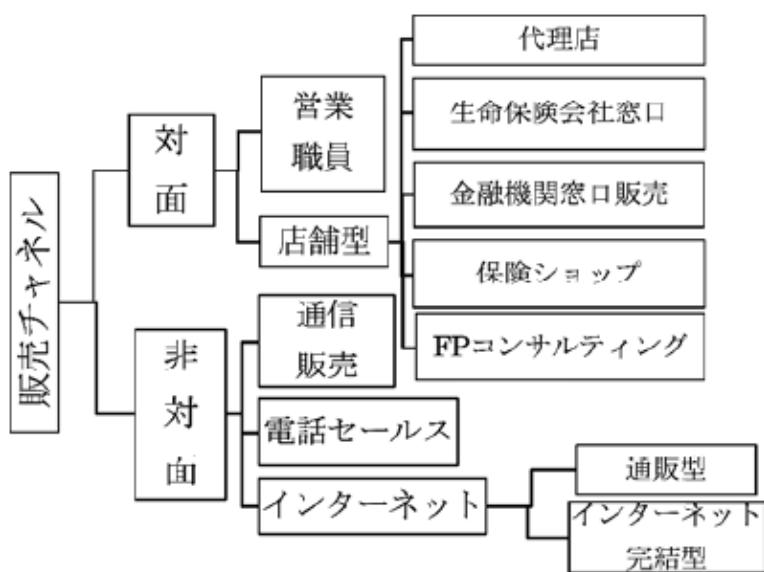 販売チャネル
対面
営業
職員
店舗型
代理店
生命保険会社窓口
金融機関窓口販売
保険ショップ
FPコンサルティング
非対面
通信
販売
電話セールス
インターネット
通販型
インターネット
完結型